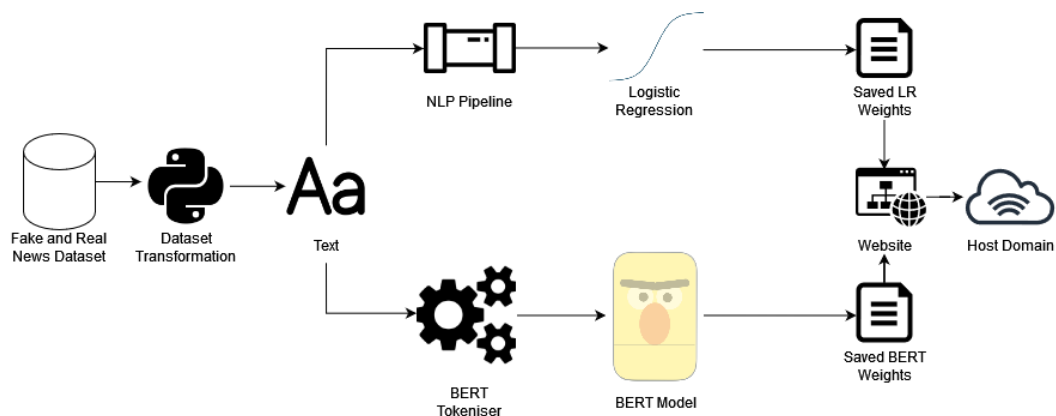 NLP Pipeline
Logistic
Regression
Saved LR
Weights
Fake and Real
News Dataset
Dataset
Transformation
Aa
Text
Website
Host Domain
BERT
Tokeniser
BERT Model
Saved BERT
Weights